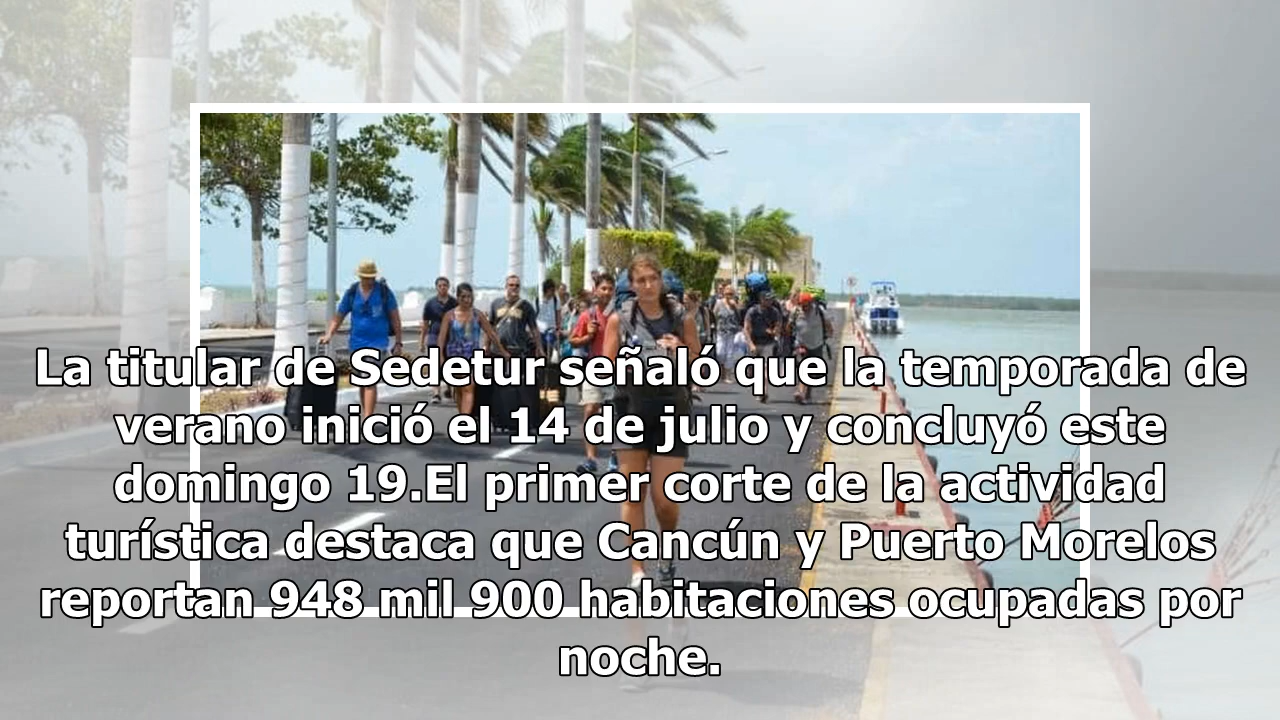 La titular de Sedetur señaló que la temporada de
verano inició el 14 de julio y concluyó este
domingo 19.El primer corte de la actividad
turística destaca que Cancún y Puerto Morelos
reportan 948 mil 900 habitaciones ocupadas por
noche.